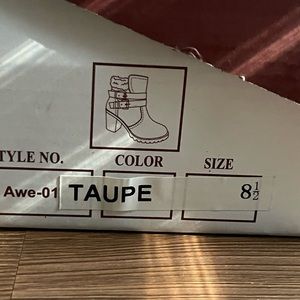 TYLE NO. COLOR SIZE
Awe-01 TAUPE 8½